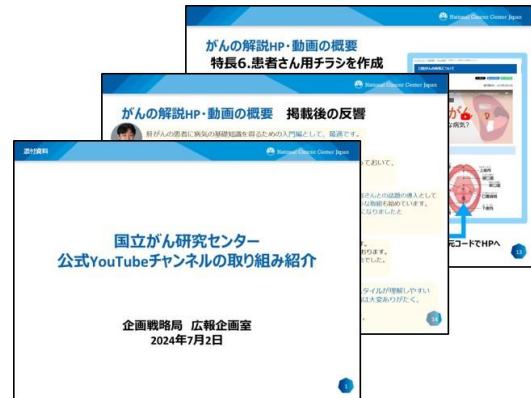 National Cancer Center Japan
がんの解説HP・動画の概要
特長6.患者さん用チラシを作成
な病気?
元コードでHPへ
13
National Cancer Center Japan
がんの解説HP・動画の概要 掲載後の反響
肝がんの患者に病気の基礎知識を得るための入門編として、最適です。
っておいて、
さんとの話題の導入として
な取組も始めています。
になりましたと
す。
おります。
でした。
タイルが理解しやすい
は大変ありがたく、
14
添付資料
National Cancer Center Japan
国立がん研究センター
公式YouTubeチャンネルの取り組み紹介
企画戦略局 広報企画室
2024年7月2日
1